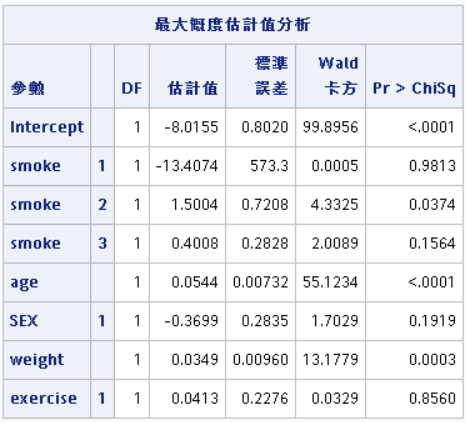 最大概度估計值分析
參數 DF 估計值 標準誤差 Wald 卡方 Pr > ChiSq
Intercept 1 -8.0155 0.8020 99.8956 <.0001
smoke 1 1 -13.4074 573.3 0.0005 0.9813
smoke 2 1 1.5004 0.7208 4.3325 0.0374
smoke 3 1 0.4008 0.2828 2.0089 0.1564
age 1 0.0544 0.00732 55.1234 <.0001
SEX 1 1 -0.3699 0.2835 1.7029 0.1919
weight 1 0.0349 0.00960 13.1779 0.0003
exercise 1 1 0.0413 0.2276 0.0329 0.8560